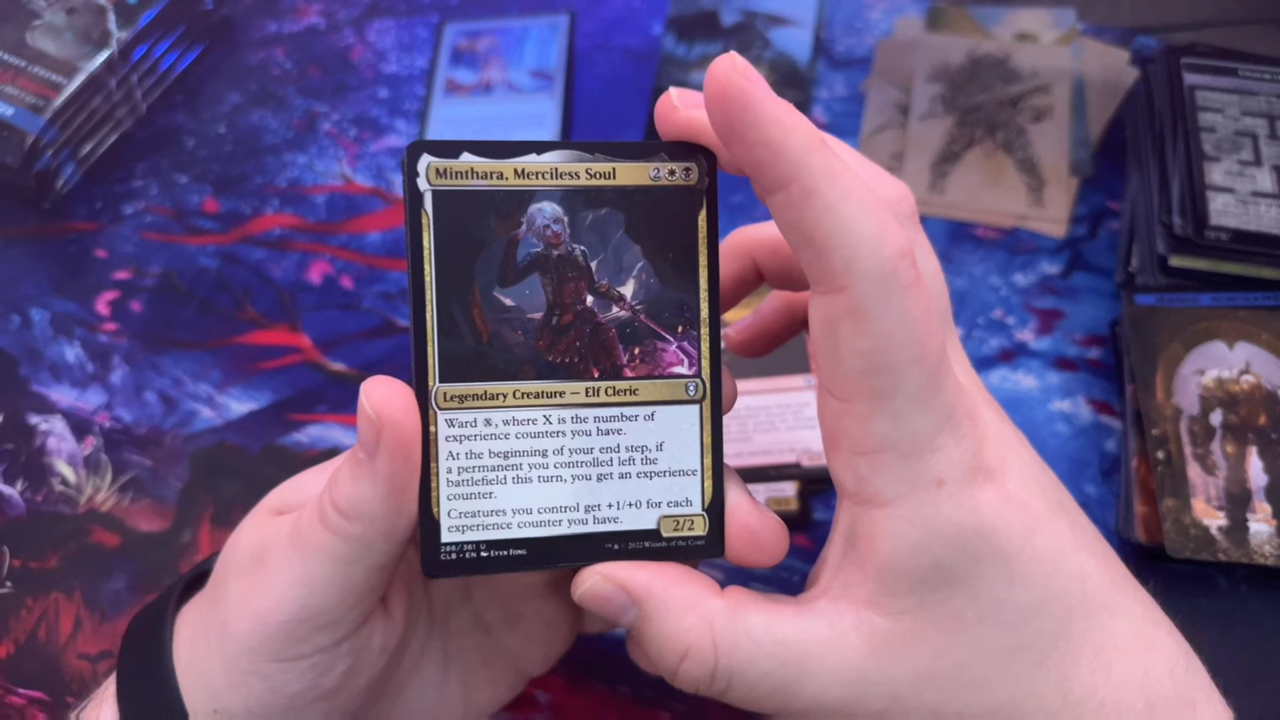 Minthara, Merciless Soul 2
Legendary Creature — Elf Cleric
Ward X, where X is the number of
experience counters you have.
At the beginning of your end step, if
a permanent you controlled left the
battlefield this turn, you get an experience
counter.
Creatures you control get +1/+0 for each
experience counter you have.
2/2
286/361 U
CLB • EN Evyn Fong
™ & © 2022 Wizards of the Coast